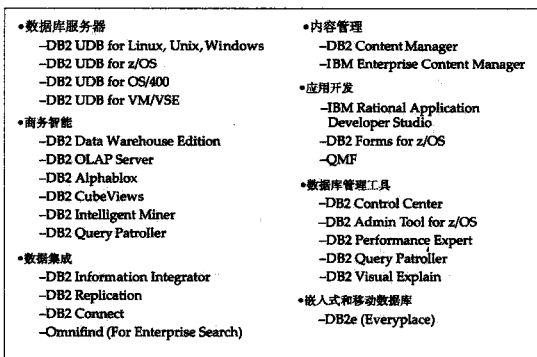 •数据库服务器
–DB2 UDB for Linux, Unix, Windows
–DB2 UDB for z/OS
–DB2 UDB for OS/400
–DB2 UDB for VM/VSE
•商务智能
–DB2 Data Warehouse Edition
–DB2 OLAP Server
–DB2 Alphablox
–DB2 CubeViews
–DB2 Intelligent Miner
–DB2 Query Patroller
•数据集成
–DB2 Information Integrator
–DB2 Replication
–DB2 Connect
–Omnifind (For Enterprise Search)
•内容管理
–DB2 Content Manager
–IBM Enterprise Content Manager
•应用开发
–IBM Rational Application
Developer Studio
–DB2 Forms for z/OS
–QMF
•数据库管理工具
–DB2 Control Center
–DB2 Admin Tool for z/OS
–DB2 Performance Expert
–DB2 Query Patroller
–DB2 Visual Explain
•嵌入式和移动数据库
–DB2e (Everyplace)